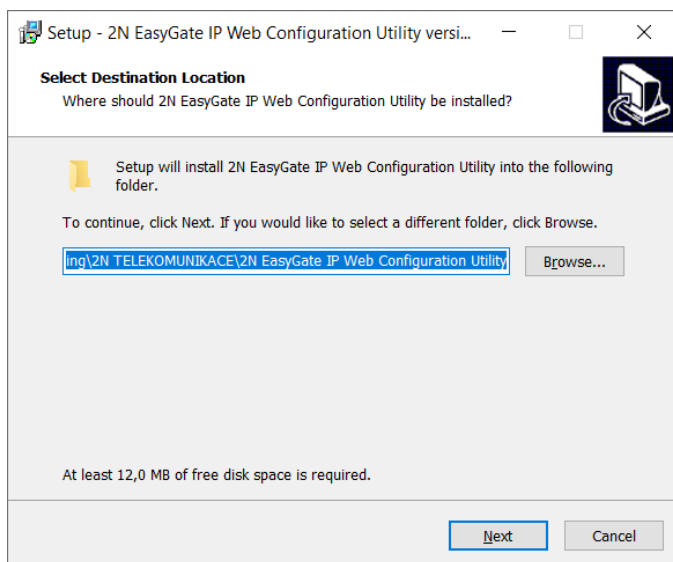 Setup - 2N EasyGate IP Web Configuration Utility versi...
Select Destination Location
Where should 2N EasyGate IP Web Configuration Utility be installed?
Setup will install 2N EasyGate IP Web Configuration Utility into the following
folder.
To continue, click Next. If you would like to select a different folder, click Browse.
ing\2N TELEKOMUNIKACE\2N EasyGate IP Web Configuration Utility
Browse...
At least 12,0 MB of free disk space is required.
Next
Cancel